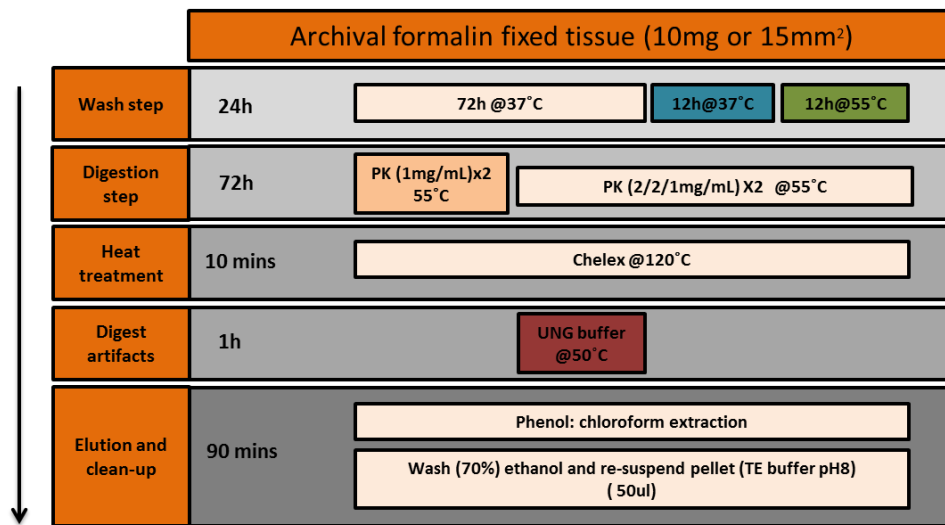 Archival formalin fixed tissue (10mg or 15mm²)
Wash step
24h
72h @37˚C
12h@37˚C
12h@55˚C
Digestion
step
72h
PK (1mg/mL)x2
55˚C
PK (2/2/1mg/mL) X2 @55˚C
Heat
treatment
10 mins
Chelex @120˚C
Digest
artifacts
1h
UNG buffer
@50˚C
Elution and
clean-up
90 mins
Phenol: chloroform extraction
Wash (70%) ethanol and re-suspend pellet (TE buffer pH8)
( 50ul)